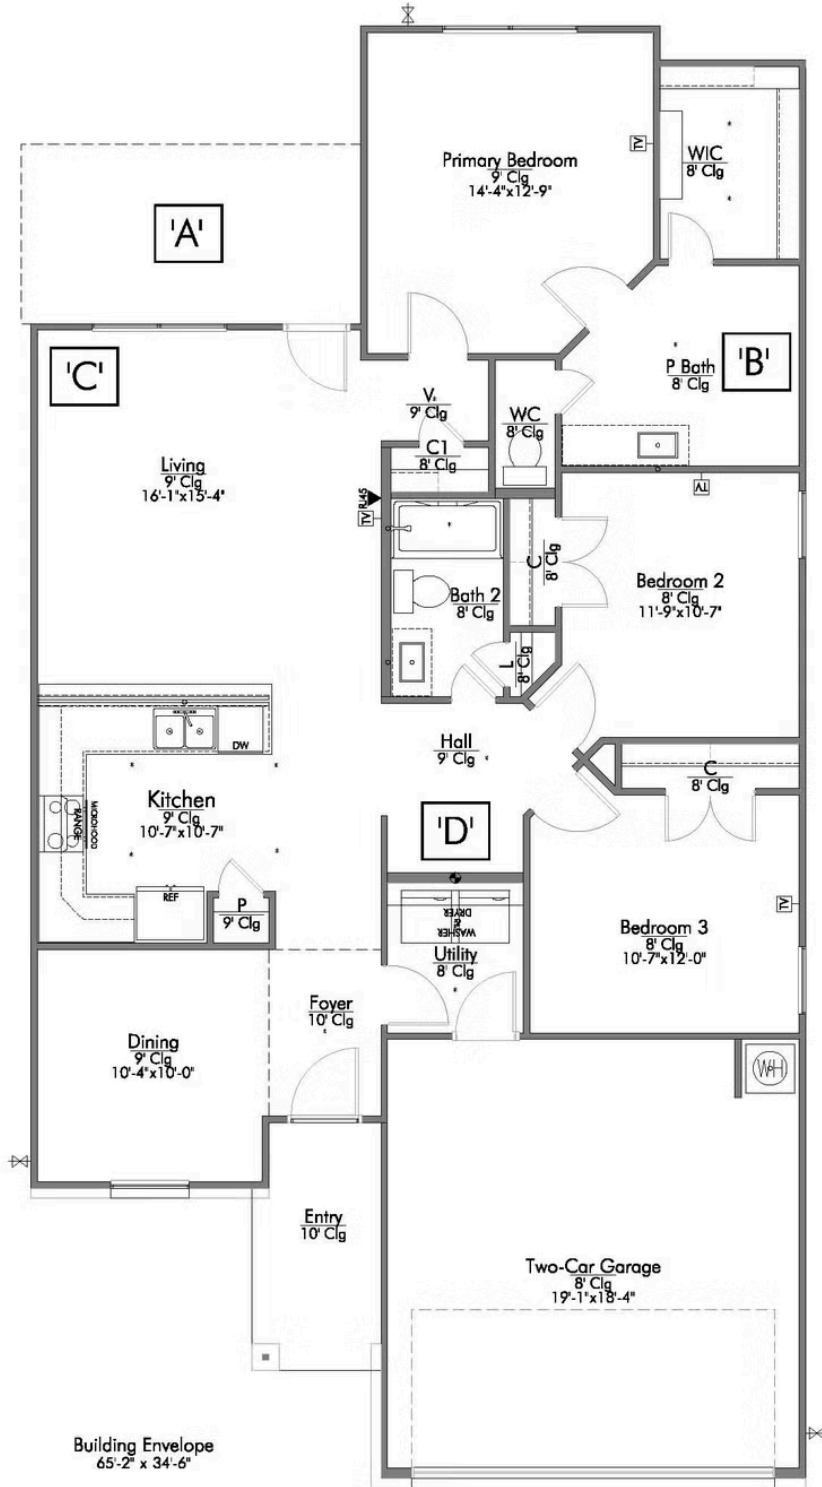 Primary Bedroom
9' Clg
14'-4"x12'-9"
TV
WIC
8' Clg
'A'
'C'
V.
9' Clg
WC
8' Clg
P Bath
8' Clg
'B'
C1
8' Clg
Living
9' Clg
16'-1"x15'-4"
RJ45
TV
TV
C
8' Clg
Bath 2
8' Clg
Bedroom 2
8' Clg
11'-9"x10'-7"
L
8' Clg
DW
Hall
9' Clg
C
8' Clg
Kitchen
9' Clg
10'-7"x10'-7"
MICROHOOD
RANGE
'D'
REF
P
9' Clg
WASHER
&
DRYER
TV
Bedroom 3
8' Clg
10'-7"x12'-0"
Utility
8' Clg
Foyer
10' Clg
Dining
9' Clg
10'-4"x10'-0"
WH
Entry
10' Clg
Two-Car Garage
8' Clg
19'-1"x18'-4"
Building Envelope
65'-2" x 34'-6"